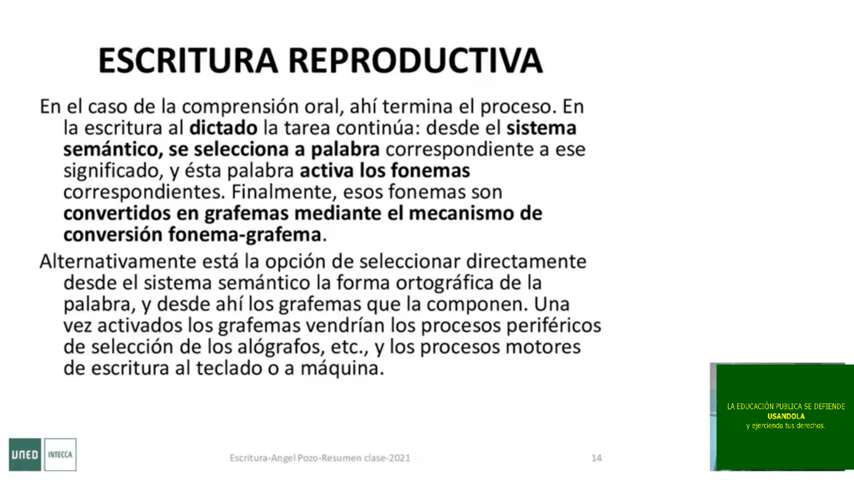 ESCRITURA REPRODUCTIVA
En el caso de la comprensión oral, ahí termina el proceso. En
la escritura al dictado la tarea continúa: desde el sistema
semántico, se selecciona a palabra correspondiente a ese
significado, y ésta palabra activa los fonemas
correspondientes. Finalmente, esos fonemas son
convertidos en grafemas mediante el mecanismo de
conversión fonema-grafema.
Alternativamente está la opción de seleccionar directamente
desde el sistema semántico la forma ortográfica de la
palabra, y desde ahí los grafemas que la componen. Una
vez activados los grafemas vendrían los procesos periféricos
de selección de los alógrafos, etc., y los procesos motores
de escritura al teclado o a máquina.
LA EDUCACIÓN PUBLICA SE DEFIENDE
USANDOLA
y ejerciendo tus derechos.
UNED INTECCA
Escritura-Angel Pozo-Resumen clase-2021
14